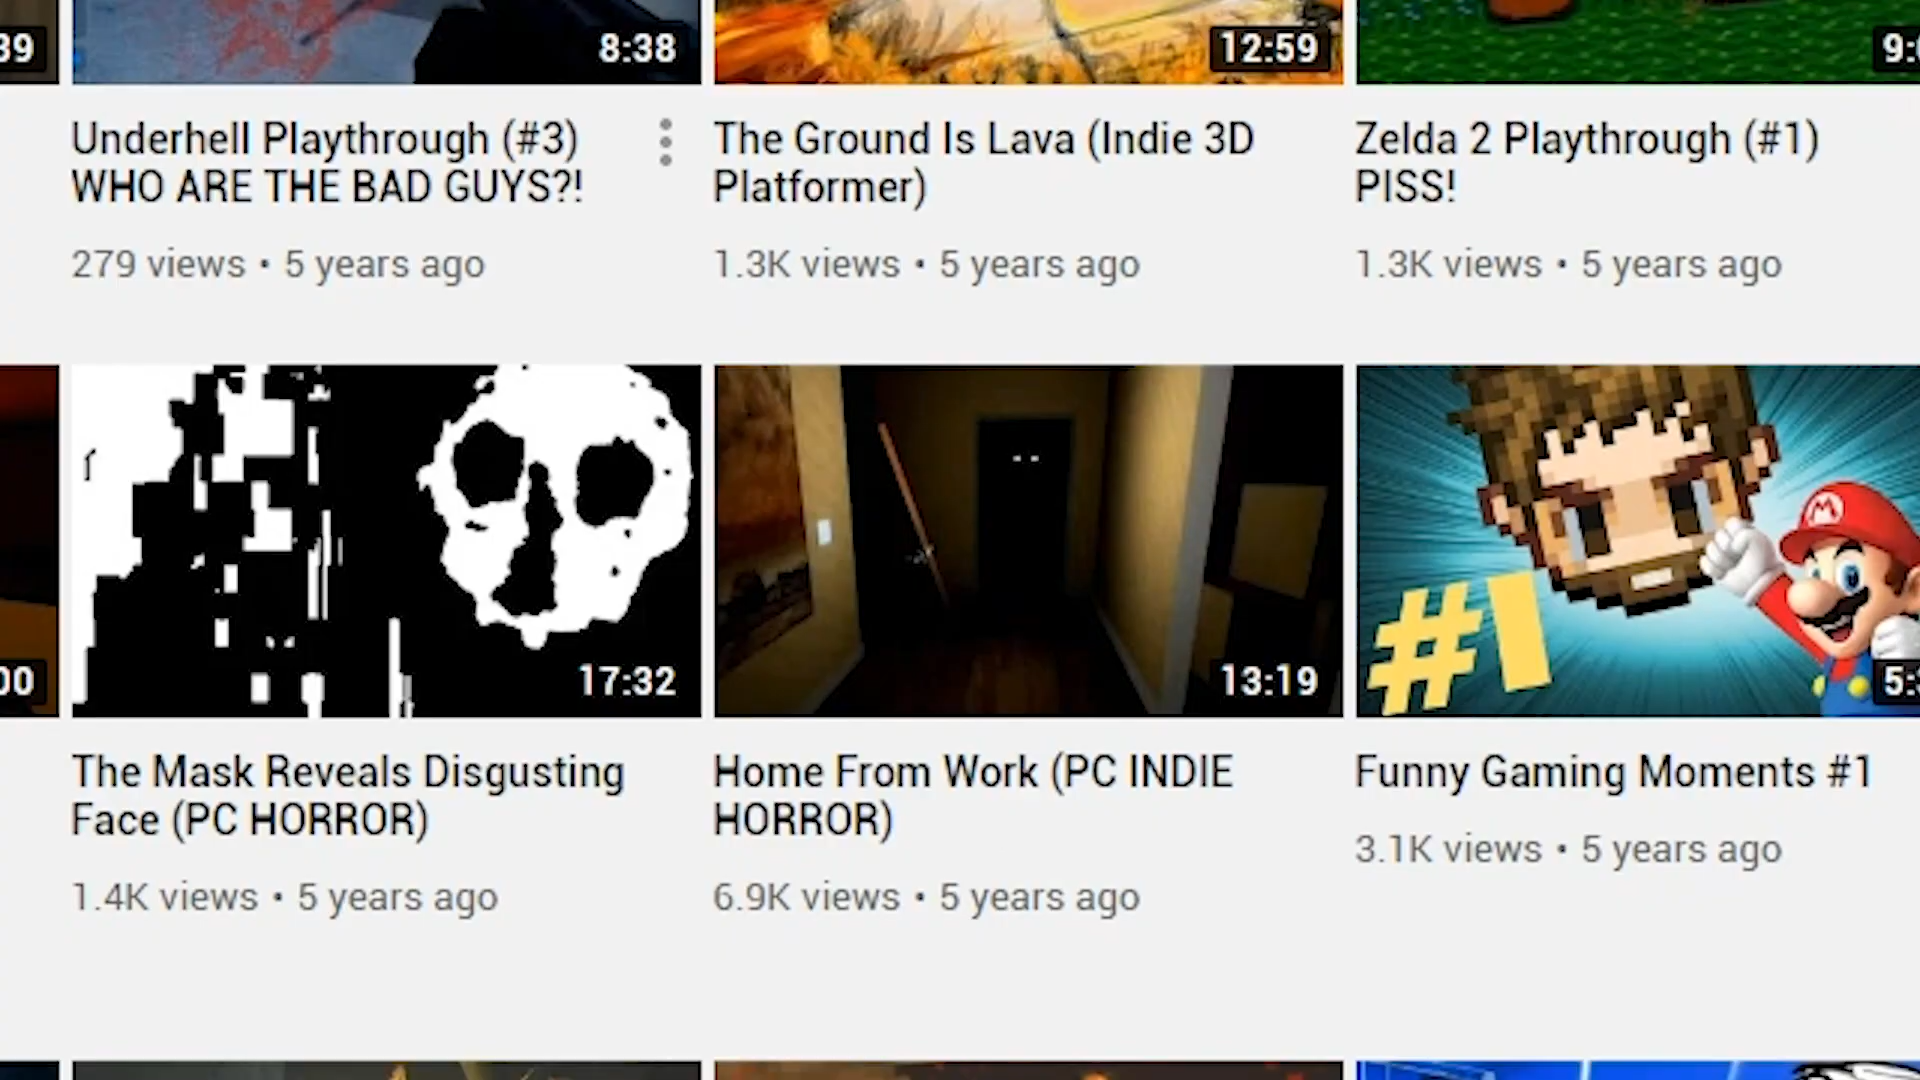 39
8:38
12:59
9:
Underhell Playthrough (#3)
WHO ARE THE BAD GUYS?!
279 views • 5 years ago
The Ground Is Lava (Indie 3D
Platformer)
1.3K views • 5 years ago
Zelda 2 Playthrough (#1)
PISS!
1.3K views • 5 years ago
00
17:32
13:19
#1
M
5:
The Mask Reveals Disgusting
Face (PC HORROR)
1.4K views • 5 years ago
Home From Work (PC INDIE
HORROR)
6.9K views • 5 years ago
Funny Gaming Moments #1
3.1K views • 5 years ago